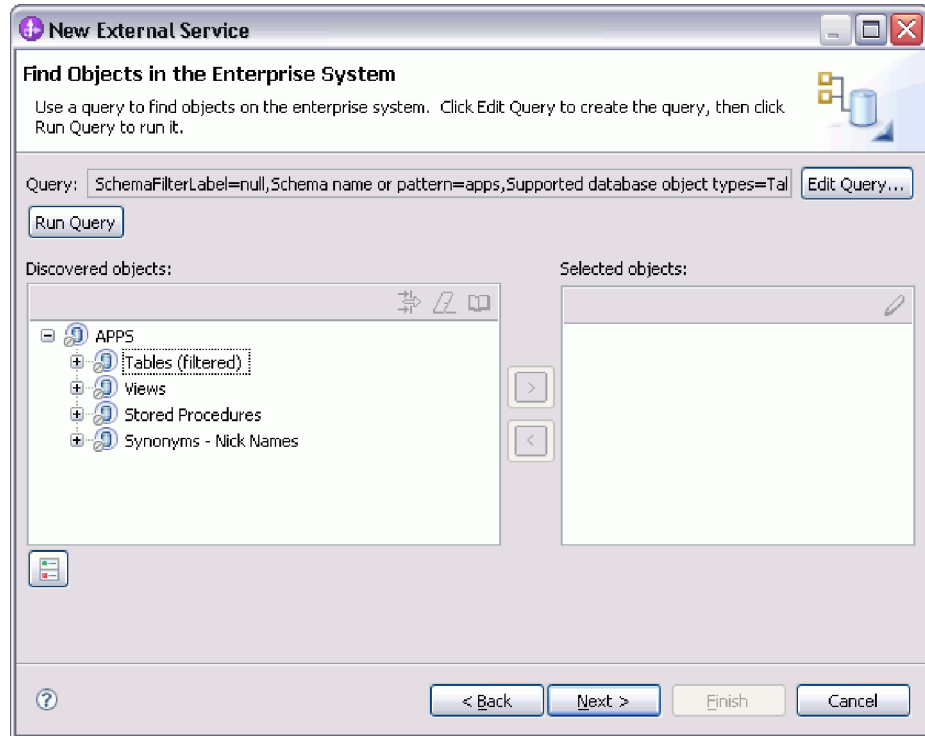 New External Service
Find Objects in the Enterprise System
Use a query to find objects on the enterprise system. Click Edit Query to create the query, then click
Run Query to run it.
Query: SchemaFilterLabel=null,Schema name or pattern=apps,Supported database object types=Tal Edit Query...
Run Query
Discovered objects: Selected objects:
APPS
Tables (filtered)
Views
Stored Procedures
Synonyms - Nick Names
>
<
? < Back Next > Finish Cancel